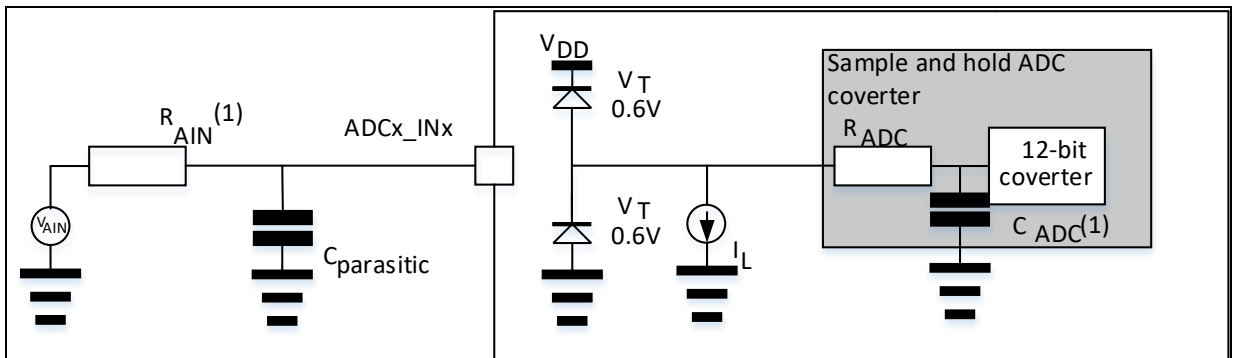 VDD
VT
0.6V
Sample and hold ADC
coverter
RAIN(1)
ADCx_INx
RADC
12-bit
coverter
VAIN
VT
0.6V
Cparasitic
IL
CADC(1)